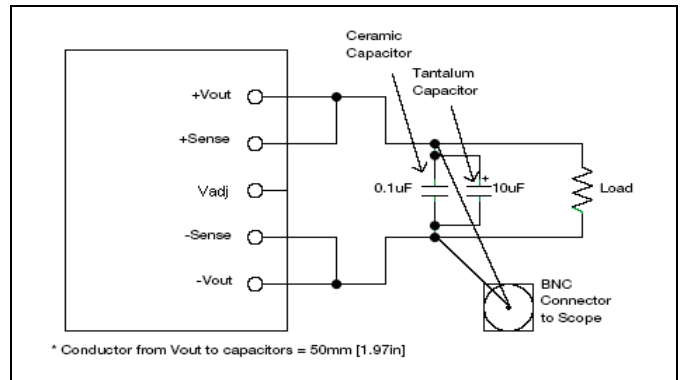 Ceramic
Capacitor
Tantalum
Capacitor
+Vout
+Sense
Vadj
-Sense
-Vout
0.1uF
+
10uF
Load
BNC
Connector
to Scope
* Conductor from Vout to capacitors = 50mm [1.97in]